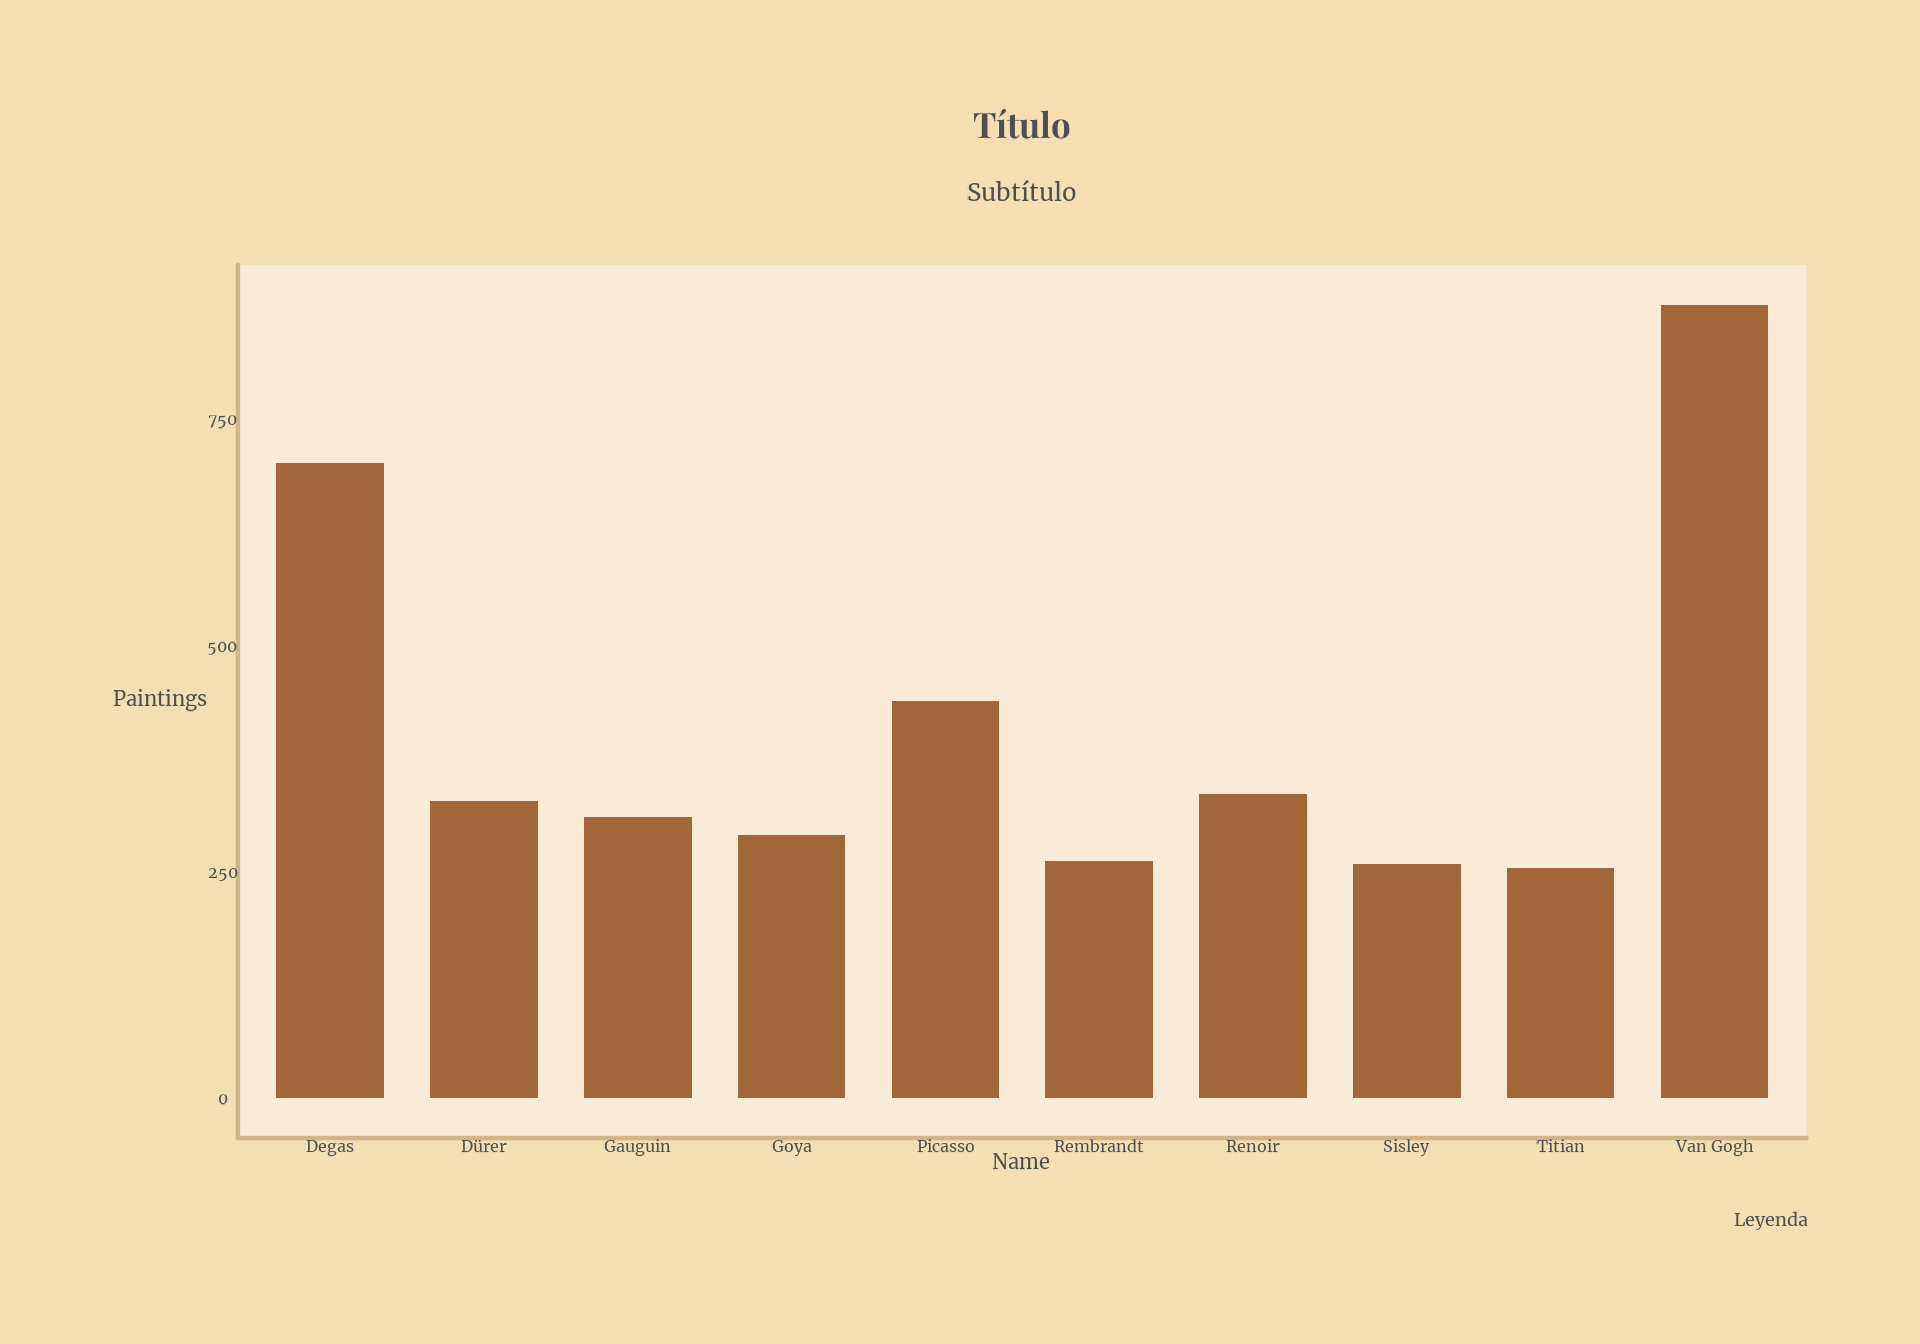 Título
Subtítulo
750
500
Paintings
250
0
Degas Dürer Gauguin Goya Picasso Rembrandt Renoir Sisley Titian Van Gogh
Name
Leyenda